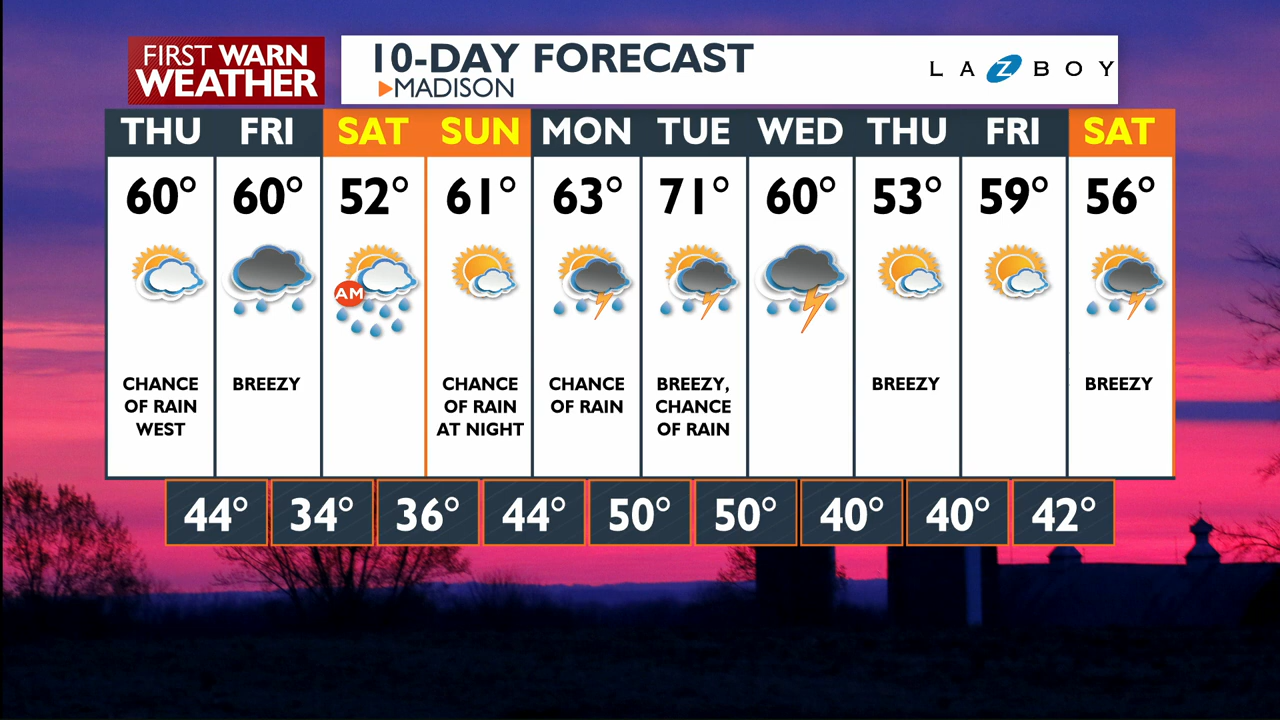 FIRST WARN
WEATHER
10-DAY FORECAST
MADISON
LA Z BOY
THU FRI SAT SUN MON TUE WED THU FRI SAT
60° 60° 52° 61° 63° 71° 60° 53° 59° 56°
AM
CHANCE
OF RAIN
WEST
BREEZY
CHANCE
OF RAIN
AT NIGHT
CHANCE
OF RAIN
BREEZY,
CHANCE
OF RAIN
BREEZY
BREEZY
44° 34° 36° 44° 50° 50° 40° 40° 42°